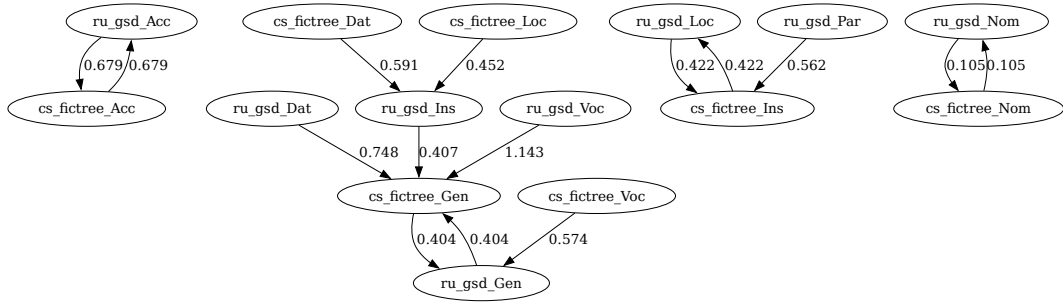 ru_gsd_Acc
cs_fictree_Dat
cs_fictree_Loc
ru_gsd_Loc
ru_gsd_Par
ru_gsd_Nom
0.679
0.679
0.591
0.452
0.422
0.422
0.562
0.105
0.105
cs_fictree_Acc
ru_gsd_Dat
ru_gsd_Ins
ru_gsd_Voc
cs_fictree_Ins
cs_fictree_Nom
0.748
0.407
1.143
cs_fictree_Gen
cs_fictree_Voc
0.404
0.404
0.574
ru_gsd_Gen